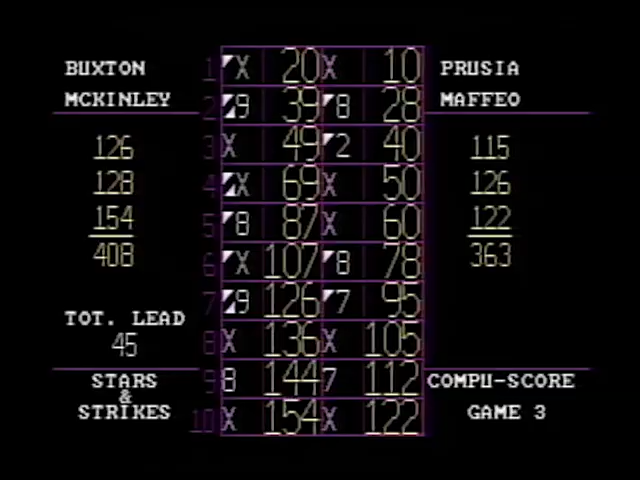 BUXTON
MCKINLEY
126
128
154
408
TOT. LEAD
45
STARS
&
STRIKES
1 X 20 X 10
2 9 39 8 28
3 X 49 2 40
4 X 69 X 50
5 8 87 X 60
6 X 107 8 78
7 9 126 7 95
8 X 136 X 105
9 8 144 7 112
10 X 154 X 122
PRUSIA
MAFFEO
115
126
122
363
COMPU-SCORE
GAME 3